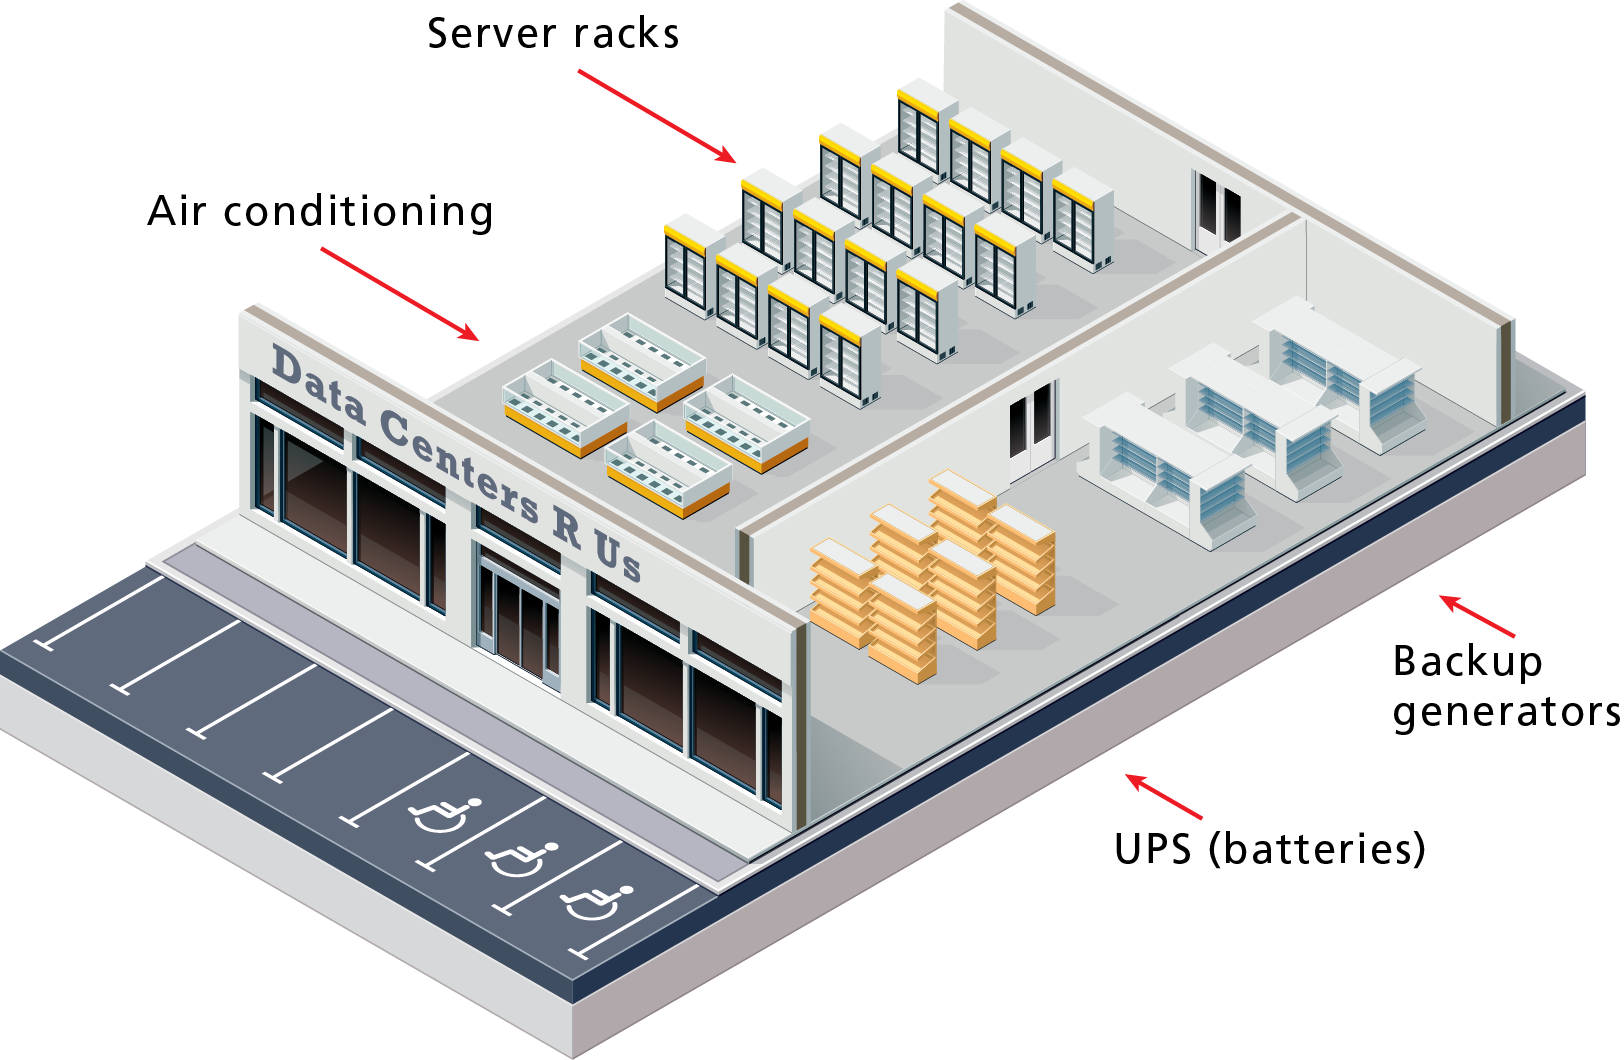 Server racks
Air conditioning
Data Centers R Us
Backup
generators
UPS (batteries)